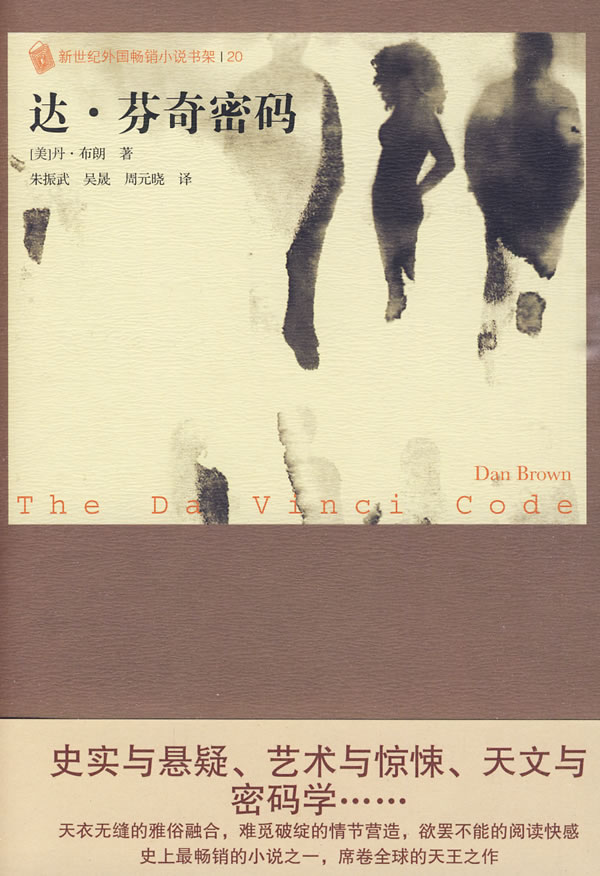 新世纪外国畅销小说书架 | 20
达·芬奇密码
[美]丹·布朗 著
朱振武 吴晟 周元晓 译
Dan Brown
The Da Vinci Code
史实与悬疑、艺术与惊悚、天文与
密码学……
天衣无缝的雅俗融合，难觅破绽的情节营造，欲罢不能的阅读快感
史上最畅销的小说之一，席卷全球的天王之作